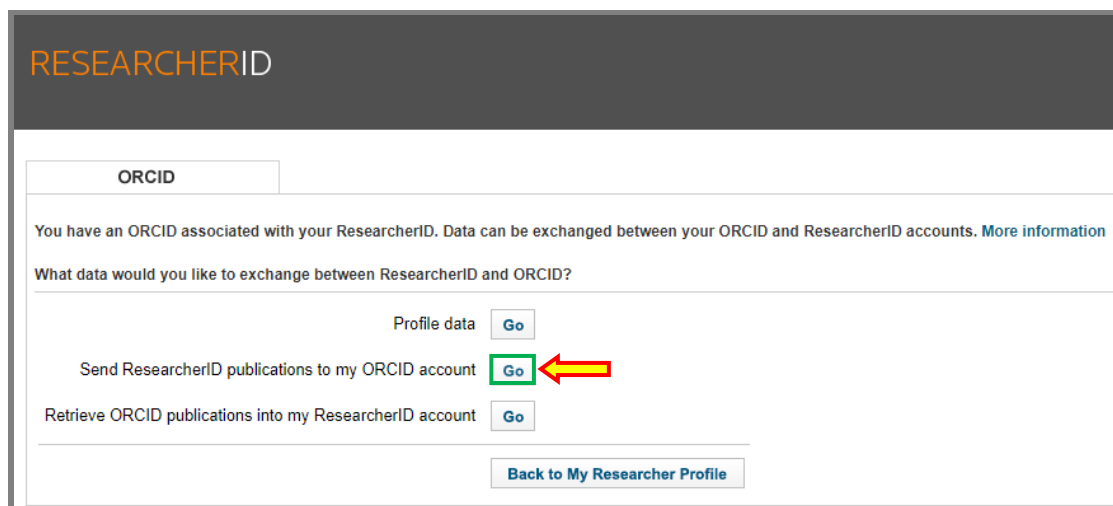 RESEARCHERID
ORCID
You have an ORCID associated with your ResearcherID. Data can be exchanged between your ORCID and ResearcherID accounts. More information
What data would you like to exchange between ResearcherID and ORCID?
Profile data Go
Send ResearcherID publications to my ORCID account Go
Retrieve ORCID publications into my ResearcherID account Go
Back to My Researcher Profile